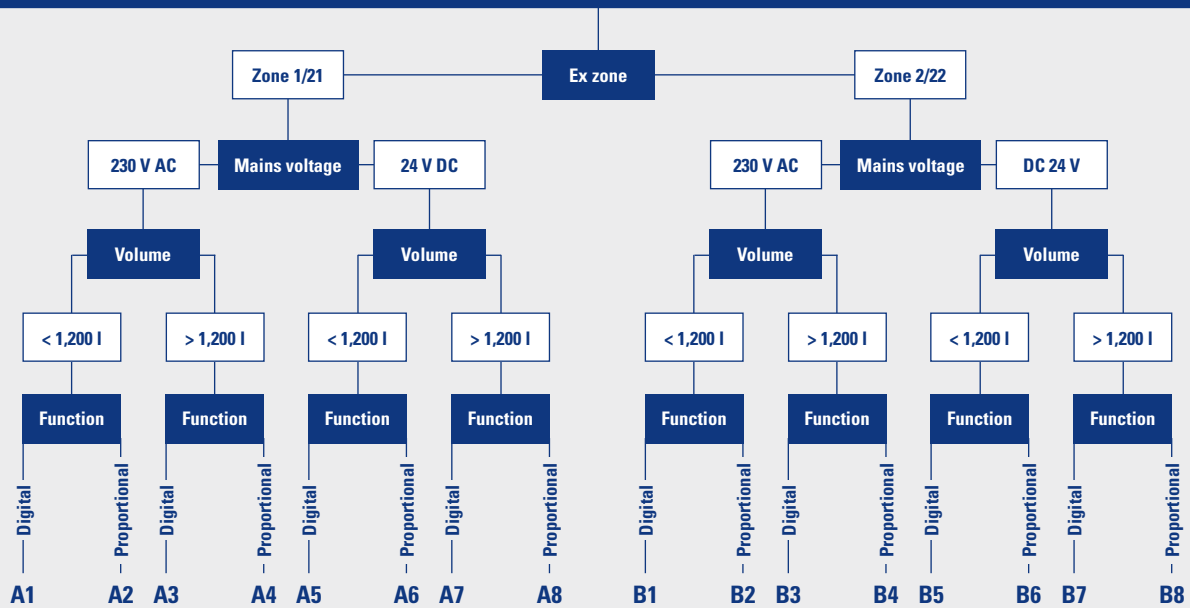 Zone 1/21
Ex zone
Zone 2/22
230 V AC
Mains voltage
24 V DC
230 V AC
Mains voltage
DC 24 V
Volume
Volume
Volume
Volume
< 1,200 l
> 1,200 l
< 1,200 l
> 1,200 l
< 1,200 l
> 1,200 l
< 1,200 l
> 1,200 l
Function
Function
Function
Function
Function
Function
Function
Function
Digital
Proportional
Digital
Proportional
Digital
Proportional
Digital
Proportional
Digital
Proportional
Digital
Proportional
Digital
Proportional
Digital
Proportional
A1
A2
A3
A4
A5
A6
A7
A8
B1
B2
B3
B4
B5
B6
B7
B8